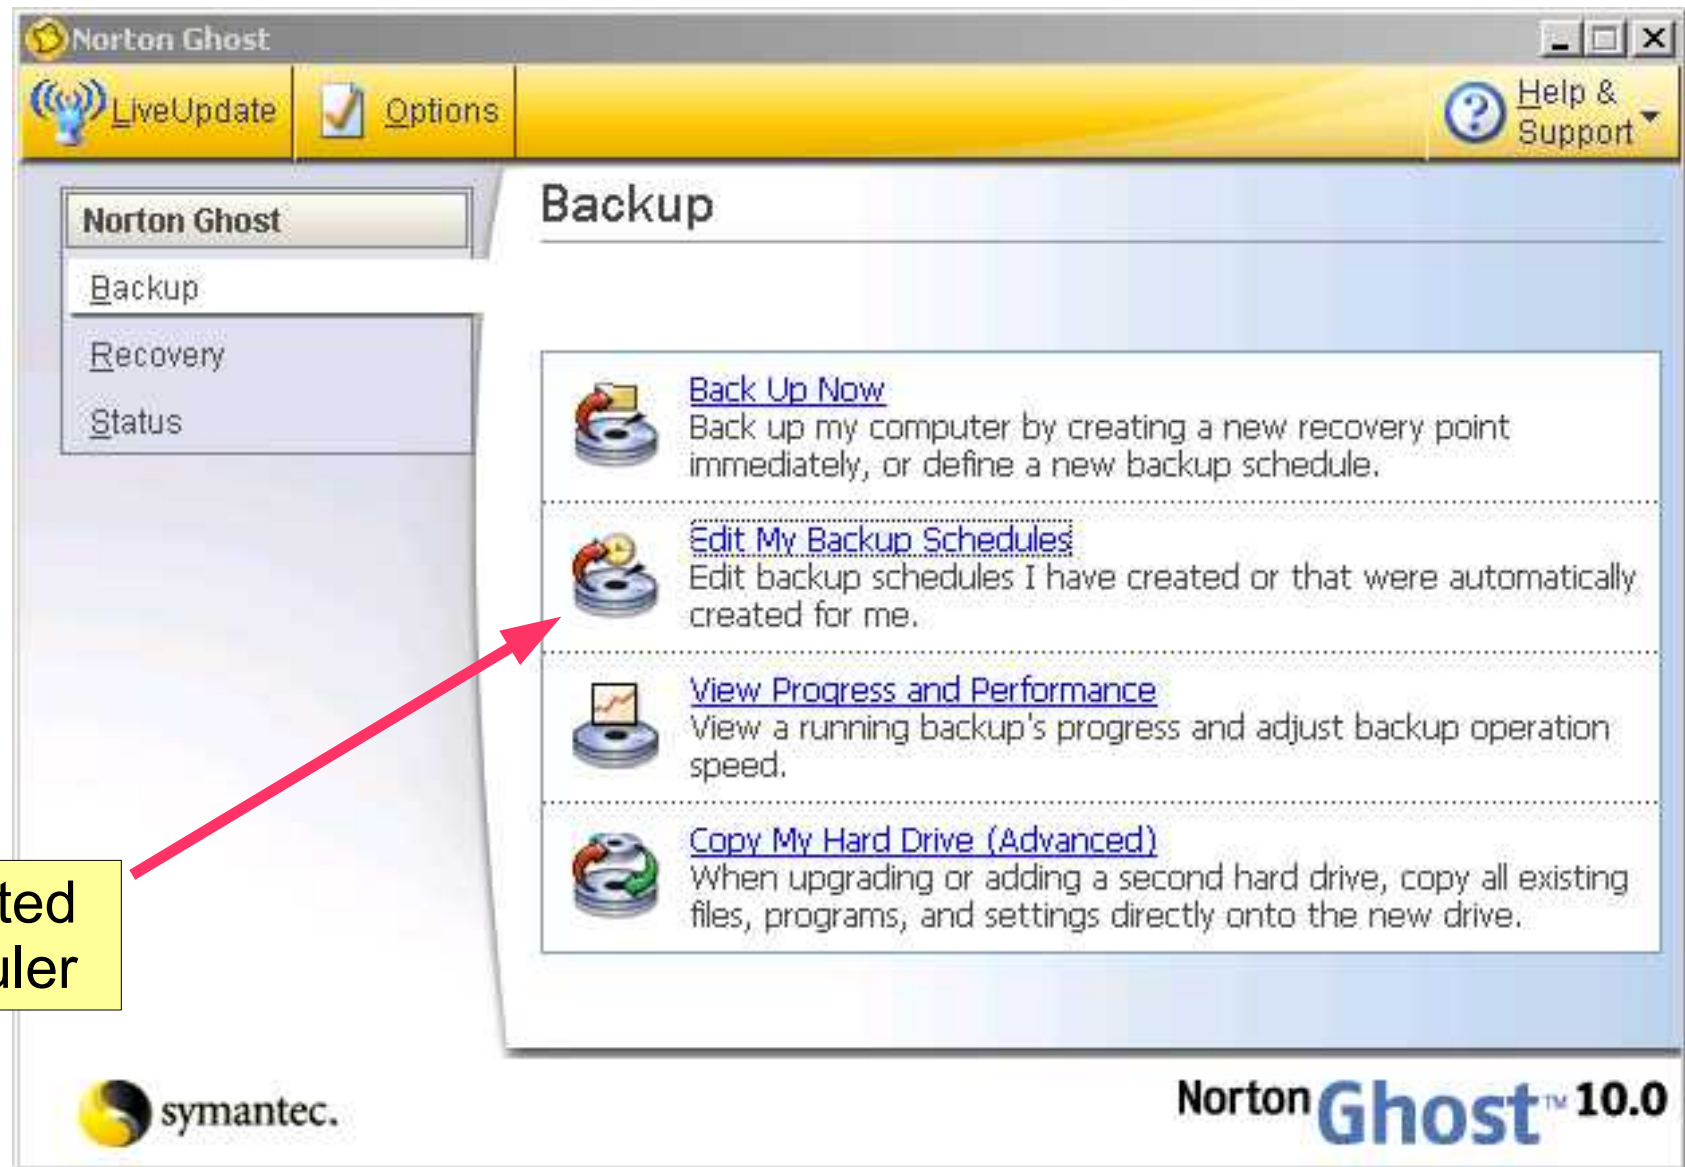 Norton Ghost
LiveUpdate
Options
Help &
Support
Norton Ghost
Backup
Recovery
Status
Backup
Back Up Now
Back up my computer by creating a new recovery point
immediately, or define a new backup schedule.
Edit My Backup Schedules
Edit backup schedules I have created or that were automatically
created for me.
View Progress and Performance
View a running backup's progress and adjust backup operation
speed.
Copy My Hard Drive (Advanced)
When upgrading or adding a second hard drive, copy all existing
files, programs, and settings directly onto the new drive.
symantec.
Norton Ghost™ 10.0